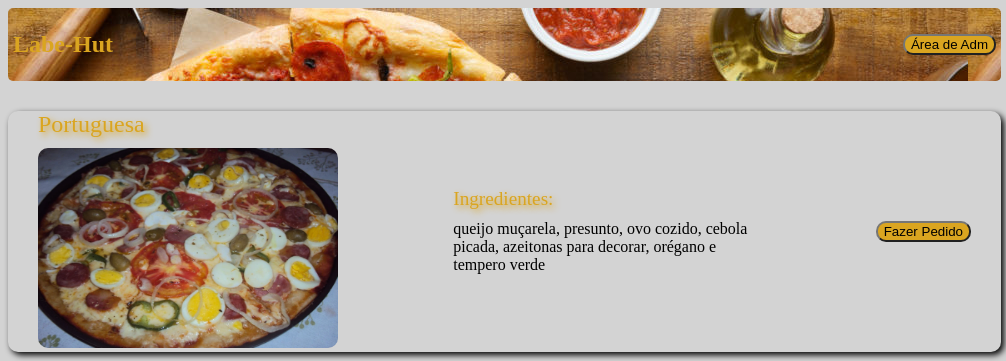 Labe-Hut
Área de Adm
Portuguesa
Ingredientes:
queijo muçarela, presunto, ovo cozido, cebola
picada, azeitonas para decorar, orégano e
tempero verde
Fazer Pedido